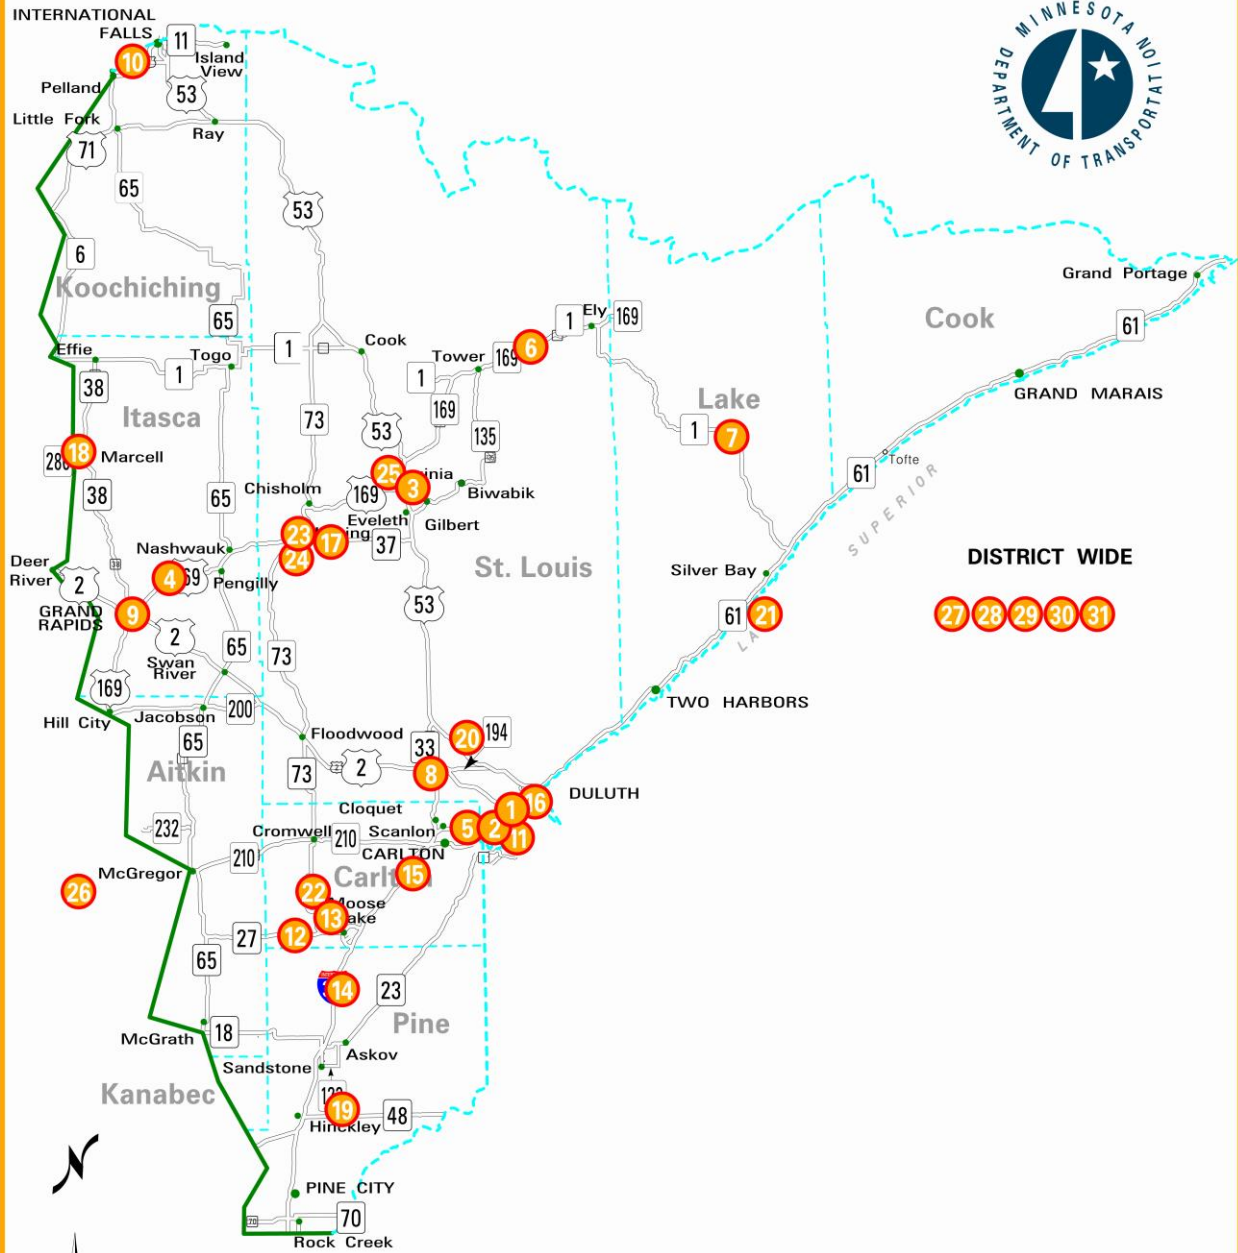 INTERNATIONAL
FALLS
MINNESOTA
DEPARTMENT OF TRANSPORTATION
10
11
Island
View
Pelland
53
Little Fork
Ray
71
65
53
6
Koochiching
Grand Portage
65
1
Ely
169
Cook
61
Effie
Togo
1
Cook
Tower
169
6
38
1
1
GRAND MARAIS
Itasca
73
169
Lake
53
135
1
7
18
Marcell
61
Tofte
25
38
65
Chisholm
169
3
Biwabik
SUPERIOR
Eveleth
Gilbert
23
17
37
Nashwauk
24
St. Louis
DISTRICT WIDE
Deer
River
2
4
Pengilly
Silver Bay
GRAND
RAPIDS
9
53
61
21
27 28 29 30 31
2
65
73
Swan
River
169
TWO HARBORS
Hill City
Jacobson
200
65
Floodwood
33
20
194
Aitkin
73
2
2
8
DULUTH
Cloquet
1
16
232
Cromwell
210
Scanlon
5
2
11
210
CARLTON
McGregor
15
26
22
13
27
12
65
14
23
Pine
McGrath
18
Askov
Sandstone
Kanabec
19
48
Hinckley
N
PINE CITY
70
70
Rock Creek